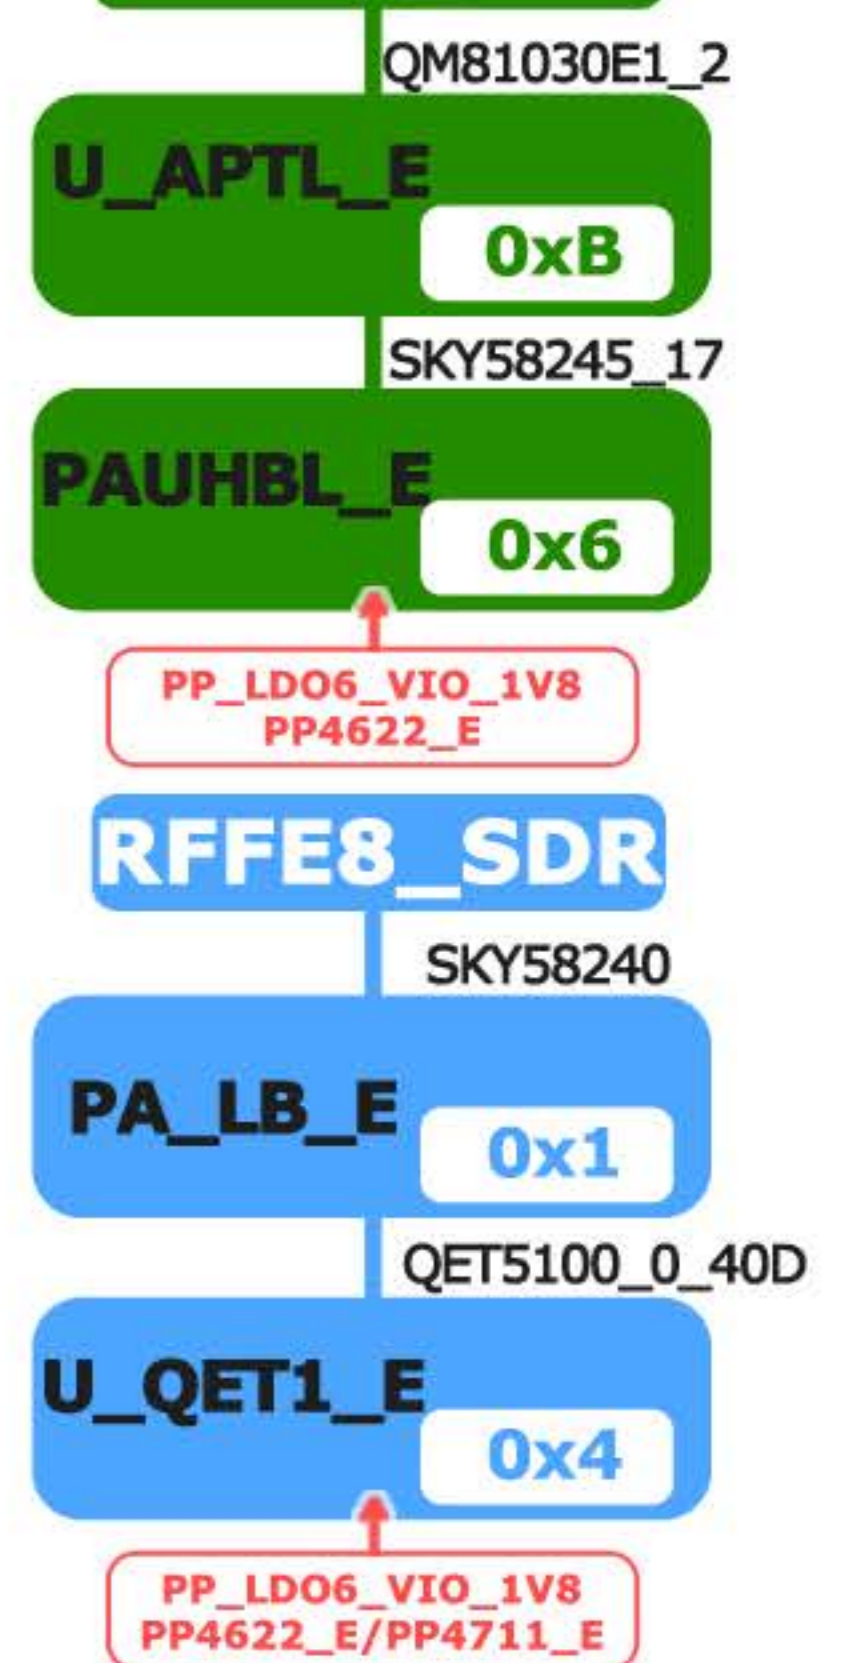 QM81030E1_2
U_APTL_E
0xB
SKY58245_17
PAUHBL_E
0x6
PP_LDO6_VIO_1V8
PP4622_E
RFFE8_SDR
SKY58240
PA_LB_E
0x1
QET5100_0_40D
U_QET1_E
0x4
PP_LDO6_VIO_1V8
PP4622_E/PP4711_E